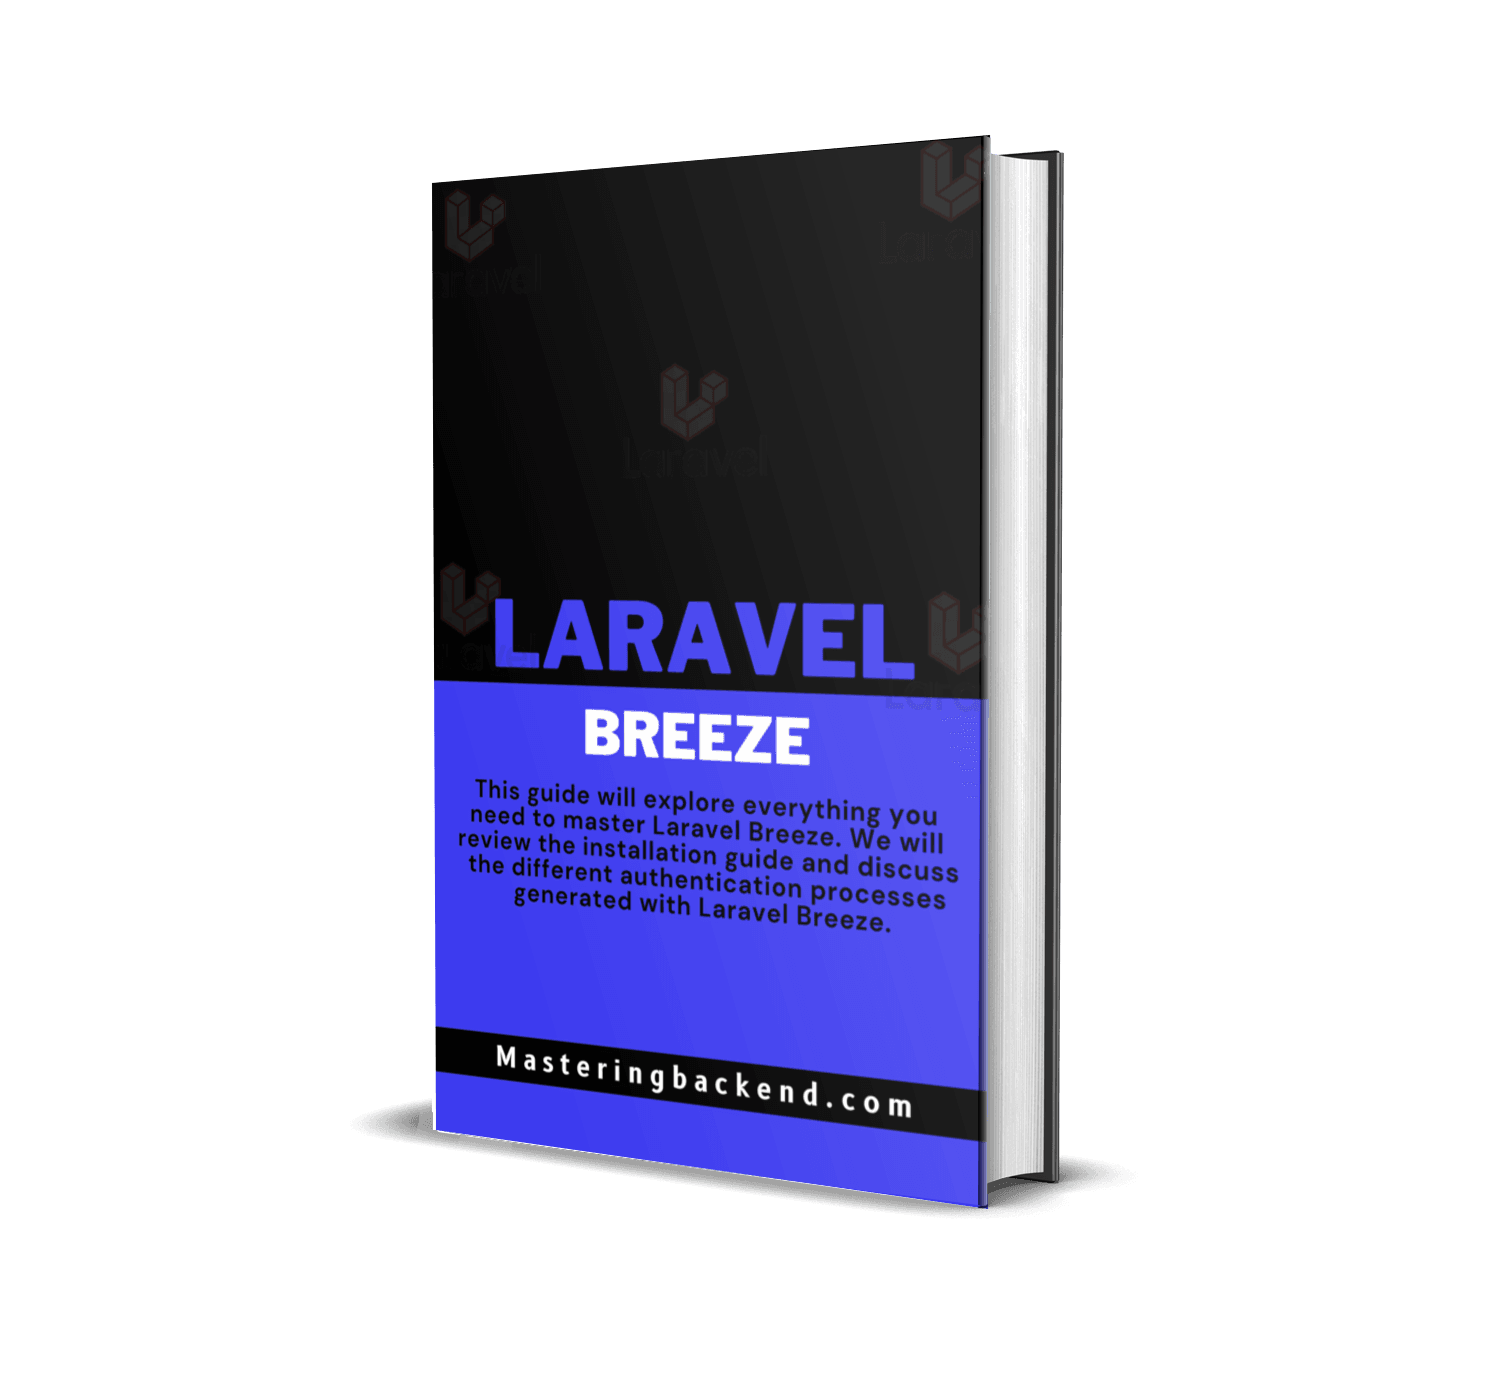 Laravel
LARAVEL
BREEZE
This guide will explore everything you
need to master Laravel Breeze. We will
review the installation guide and discuss
the different authentication processes
generated with Laravel Breeze.
Masteringbackend.com